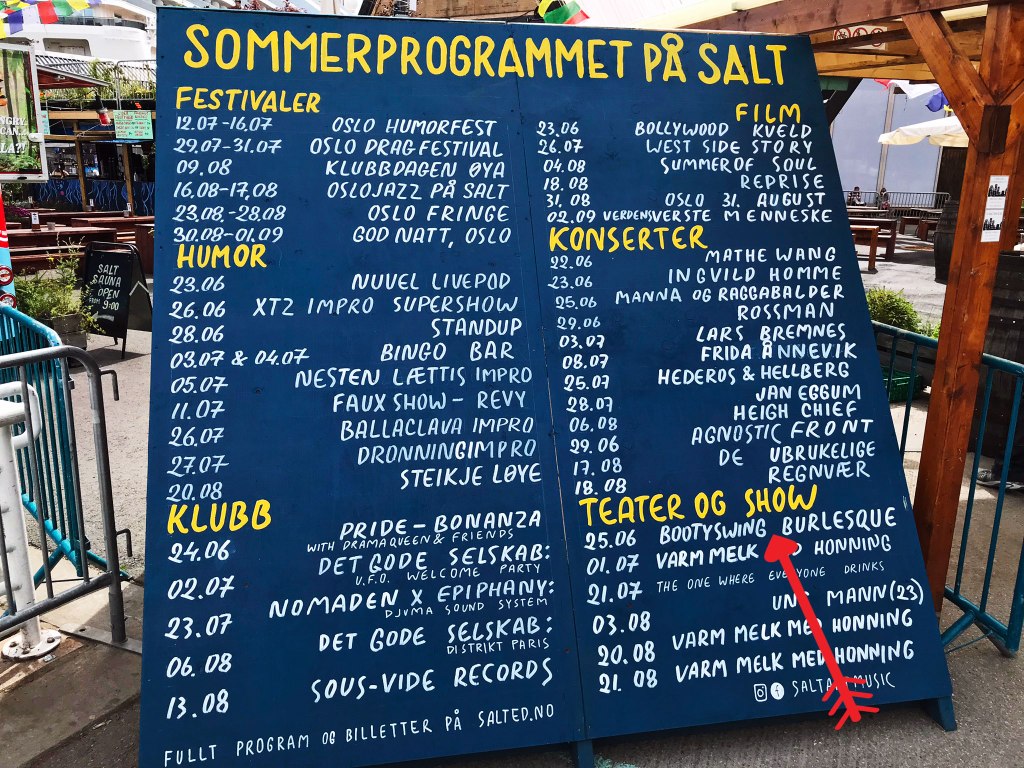 SOMMERPROGRAMMET PÅ SALT
FESTIVALER
12.07-16.07 OSLO HUMORFEST
29.07-31.07 OSLO DRAG FESTIVAL
09.08 KLUBBDAGEN ØYA
16.08-17.08 OSLOJAZZ PÅ SALT
23.08.-28.08 OSLO FRINGE
30.08-01.09 GOD NATT, OSLO
HUMOR
23.06 NUVEL LIVEPOD
26.06 XTZ IMPRO SUPERSHOW
28.06 STANDUP
03.07 & 04.07 BINGO BAR
05.07 NESTEN LÆTTIS IMPRO
11.07 FAUX SHOW - REVY
26.07 BALLACLAVA IMPRO
27.07 DRONNINGIMPRO
20.08 STEIKJE LØYE
KLUBB
24.06 PRIDE - BONANZA
WITH DRAMAQUEEN & FRIENDS
02.07 DET GODE SELSKAB:
U.F.O. WELCOME PARTY
23.07 NOMADEN X EPIPHANY:
DJUMA SOUND SYSTEM
06.08 DET GODE SELSKAB:
DISTRIKT PARIS
13.08 SOUS-VIDE RECORDS
FULLT PROGRAM OG BILLETTER PÅ SALTED.NO
FILM
23.06 BOLLYWOOD KVELD
26.07 WEST SIDE STORY
04.08 SUMMER OF SOUL
18.08 REPRISE
31.08 OSLO 31. AUGUST
02.09 VERDENS VERSTE MENNESKE
KONSERTER
22.06 MATHE WANG
23.06 INGVILD HOMME
25.06 MANNA OG RAGGABALDER
29.06 ROSSMAN
03.07 LARS BREMNES
08.07 FRIDA ÅNNEVIK
25.07 HEDEROS & HELLBERG
28.07 JAN EGGUM
06.08 HEIGH CHIEF
29.06 AGNOSTIC FRONT
17.08 DE UBRUKELIGE
18.08 REGNVÆR
TEATER OG SHOW
25.06 BOOTYSWING BURLESQUE
01.07 VARM MELK HONNING
21.07 THE ONE WHERE EVERYONE DRINKS
03.08 MANN (23)
20.08 VARM MELK MED HONNING
21.08 VARM MELK MED HONNING
MUSIC
SALT
SAUNA
OPEN
FROM
9:00